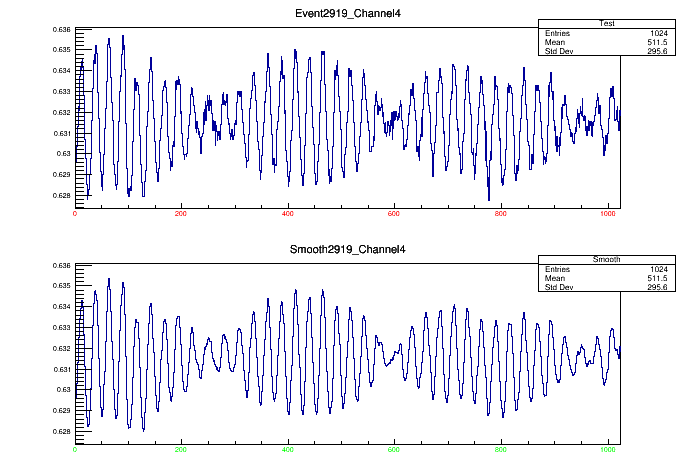 Event2919_Channel4
Test
Entries 1024
Mean 511.5
Std Dev 295.6
0.636
0.635
0.634
0.633
0.632
0.631
0.63
0.629
0.628
0 200 400 600 800 1000
Smooth2919_Channel4
Smooth
Entries 1024
Mean 511.5
Std Dev 295.6
0.636
0.635
0.634
0.633
0.632
0.631
0.63
0.629
0.628
0 200 400 600 800 1000